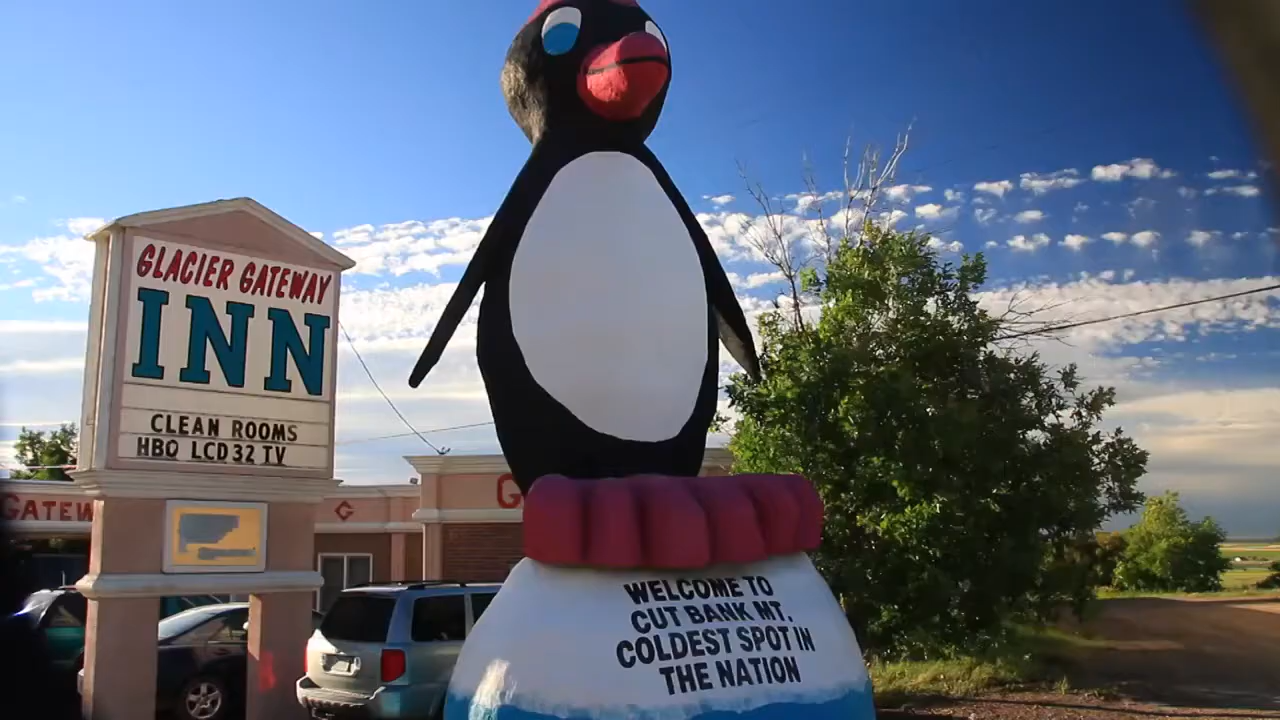 GLACIER GATEWAY
INN
CLEAN ROOMS
HBO LCD 32 TV
GATEW
G
G
WELCOME TO
CUT BANK MT.
COLDEST SPOT IN
THE NATION